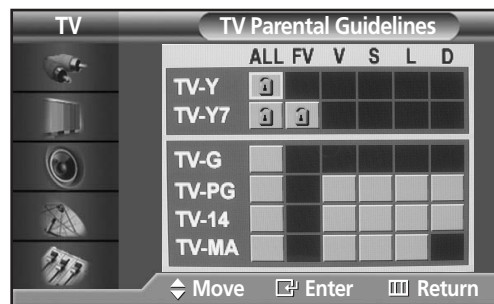 TV TV Parental Guidelines
ALL FV V S L D
TV-Y
TV-Y7
TV-G
TV-PG
TV-14
TV-MA
Move Enter Return